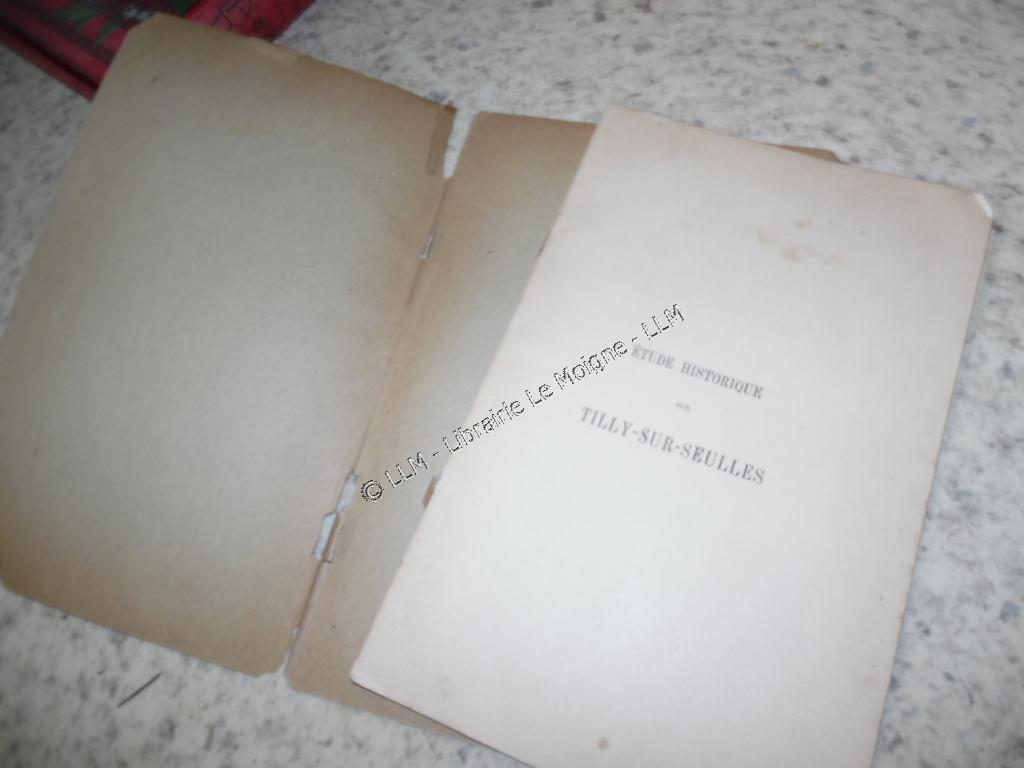 ÉTUDE HISTORIQUE
SUR
TILLY-SUR-SEULLES
© LLM - Librairie Le Moigne - LLM